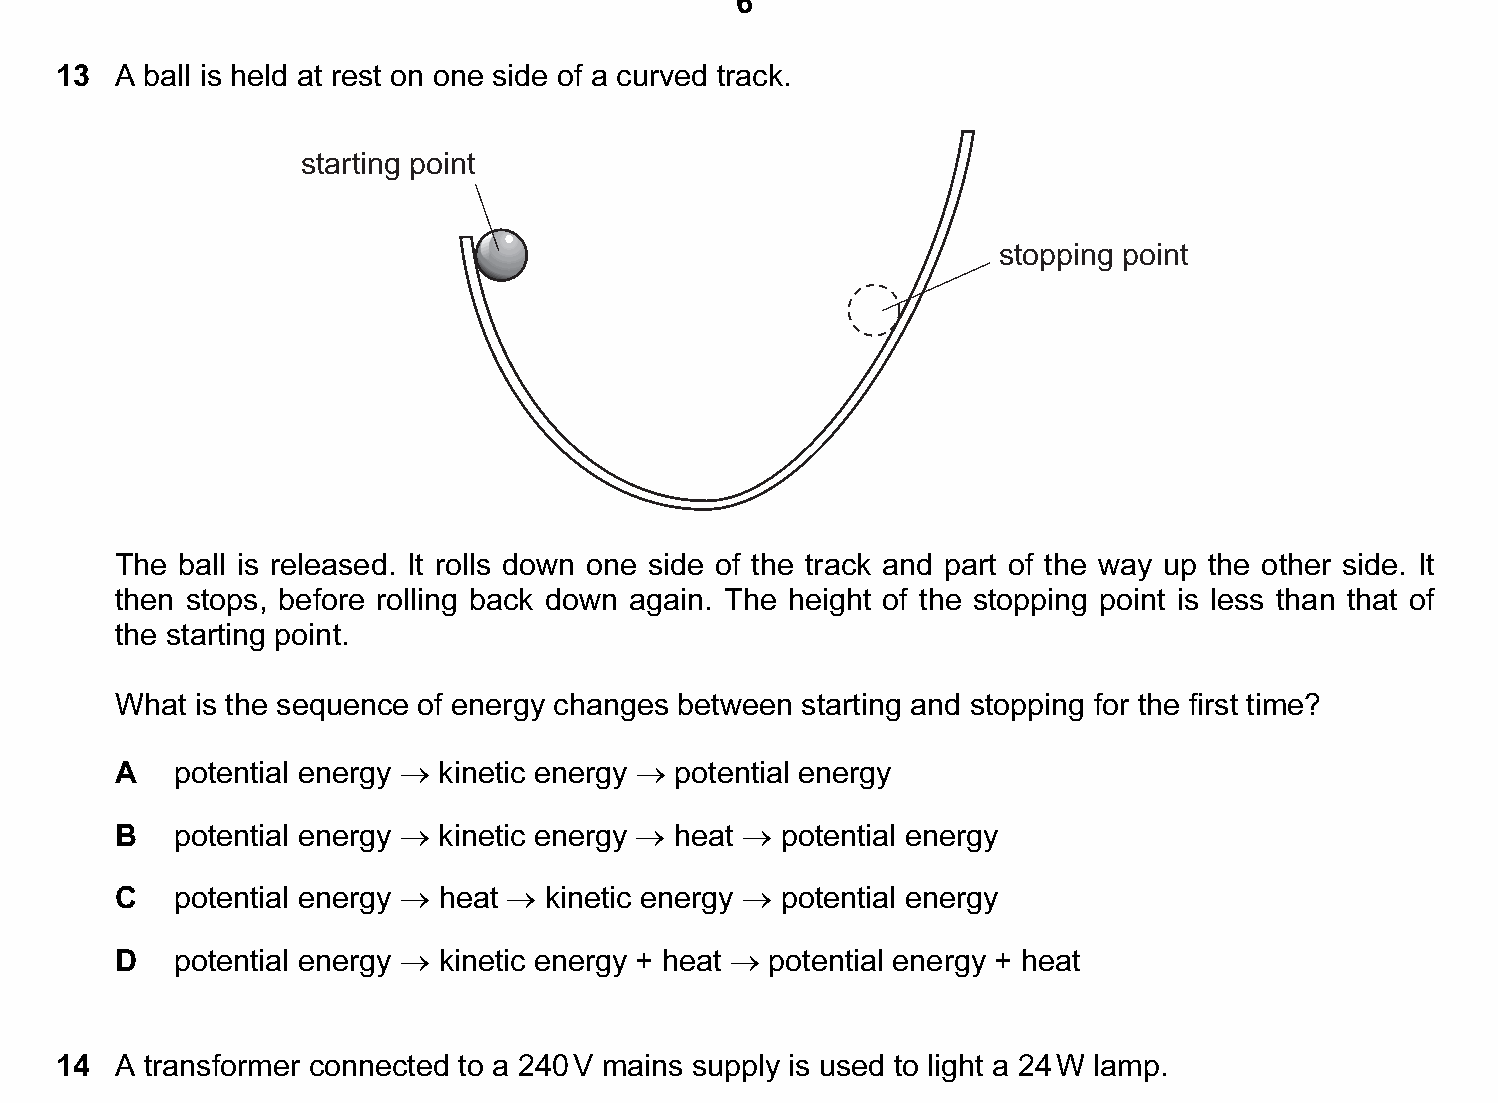 6
13 A ball is held at rest on one side of a curved track.
starting point
stopping point
The ball is released. It rolls down one side of the track and part of the way up the other side. It
then stops, before rolling back down again. The height of the stopping point is less than that of
the starting point.
What is the sequence of energy changes between starting and stopping for the first time?
A potential energy → kinetic energy → potential energy
B potential energy → kinetic energy → heat → potential energy
C potential energy → heat → kinetic energy → potential energy
D potential energy → kinetic energy + heat → potential energy + heat
14 A transformer connected to a 240 V mains supply is used to light a 24 W lamp.